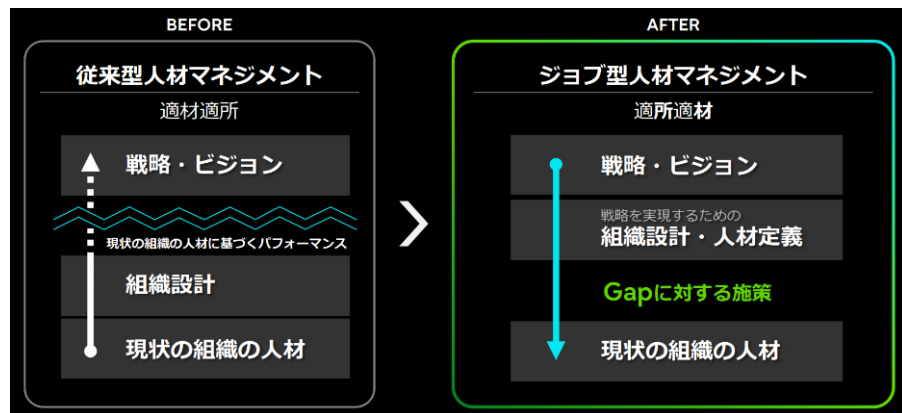 BEFORE
従来型人材マネジメント
適材適所
戦略・ビジョン
現状の組織の人材に基づくパフォーマンス
組織設計
現状の組織の人材
AFTER
ジョブ型人材マネジメント
適所適材
戦略・ビジョン
戦略を実現するための
組織設計・人材定義
Gapに対する施策
現状の組織の人材